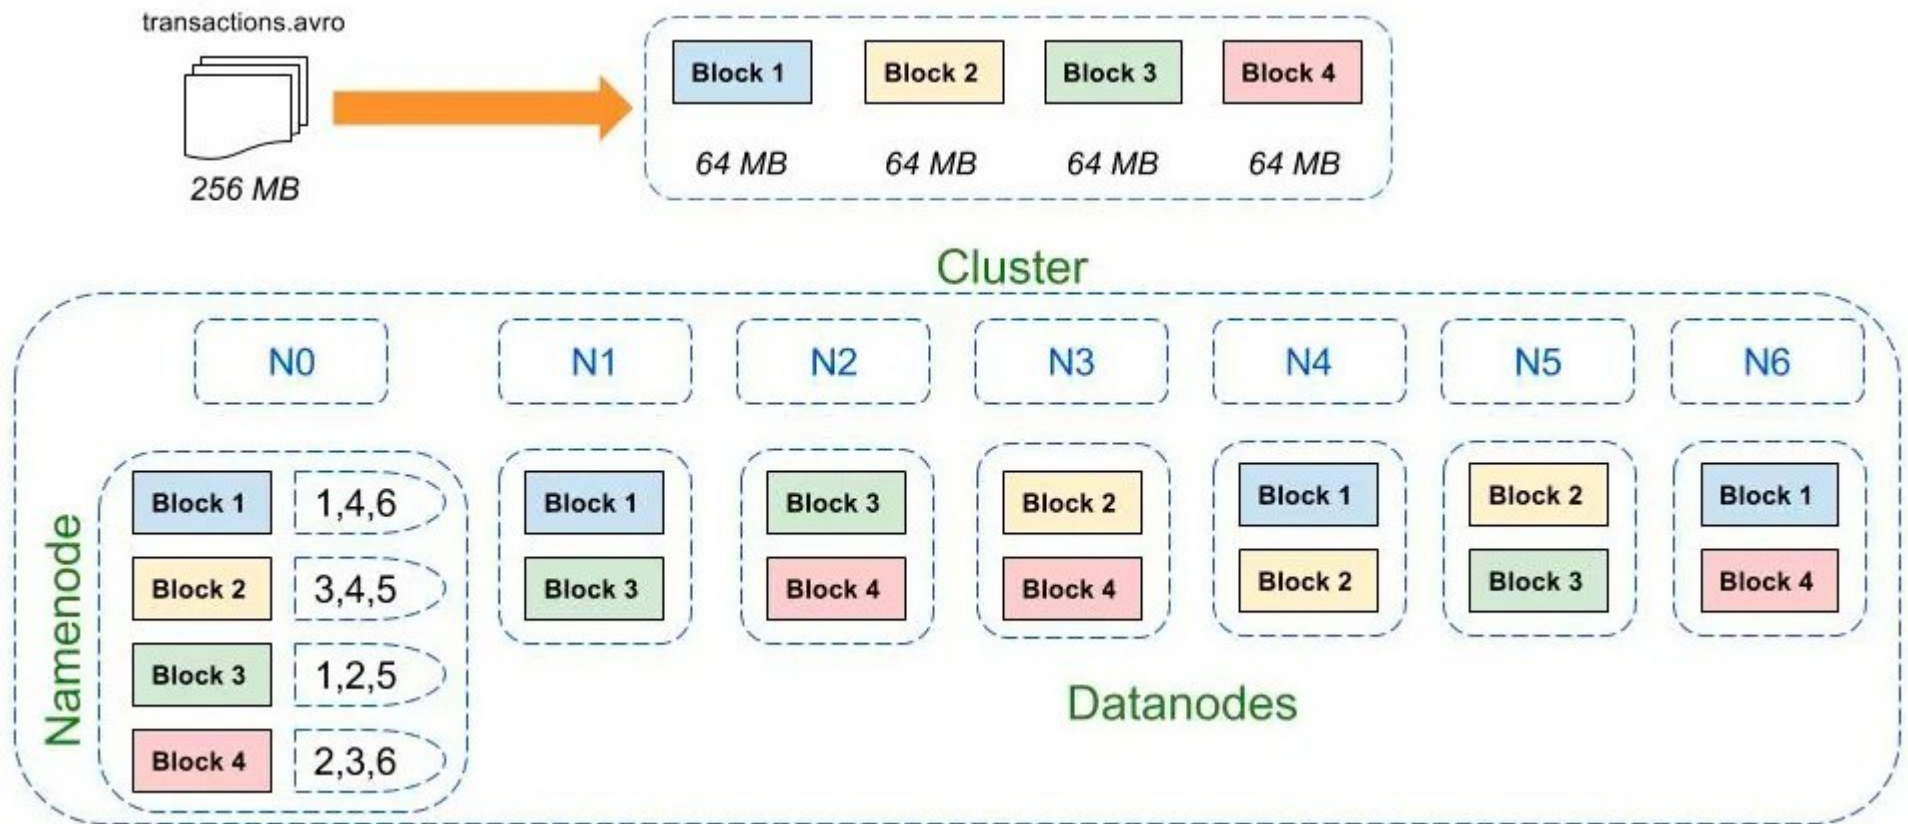 transactions.avro
256 MB
Block 1 Block 2 Block 3 Block 4
64 MB 64 MB 64 MB 64 MB
Cluster
N0 N1 N2 N3 N4 N5 N6
Namenode
Block 1 1,4,6
Block 2 3,4,5
Block 3 1,2,5
Block 4 2,3,6
Block 1
Block 3
Block 3
Block 4
Block 2
Block 4
Block 1
Block 2
Block 2
Block 3
Block 1
Block 4
Datanodes